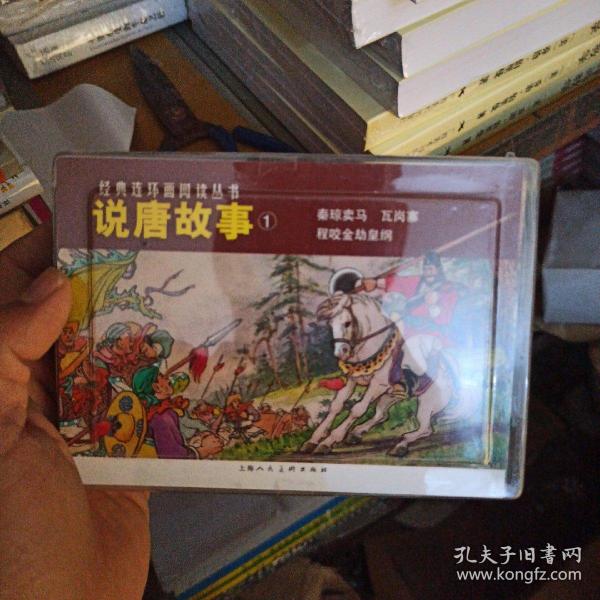 经典连环画阅读丛书
说唐故事①
秦琼卖马 瓦岗寨
程咬金劫皇纲
上海人民美术出版社
孔夫子旧书网
www.kongfz.com